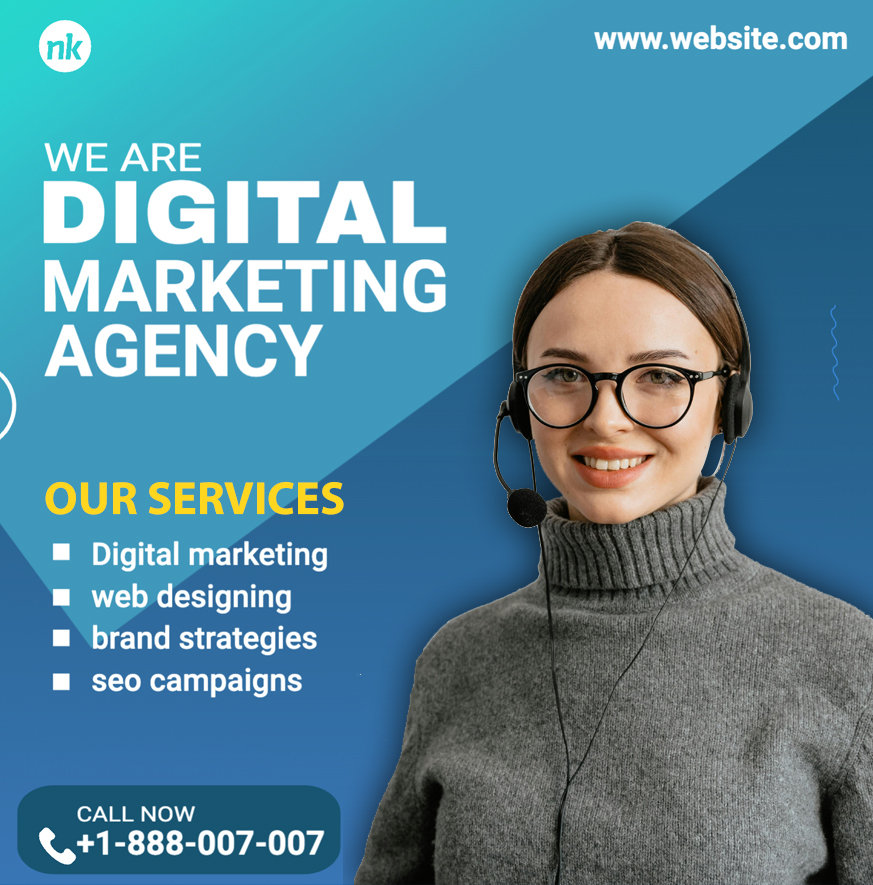 nk
www.website.com
WE ARE
DIGITAL
MARKETING
AGENCY
OUR SERVICES
Digital marketing
web designing
brand strategies
seo campaigns
CALL NOW
+1-888-007-007